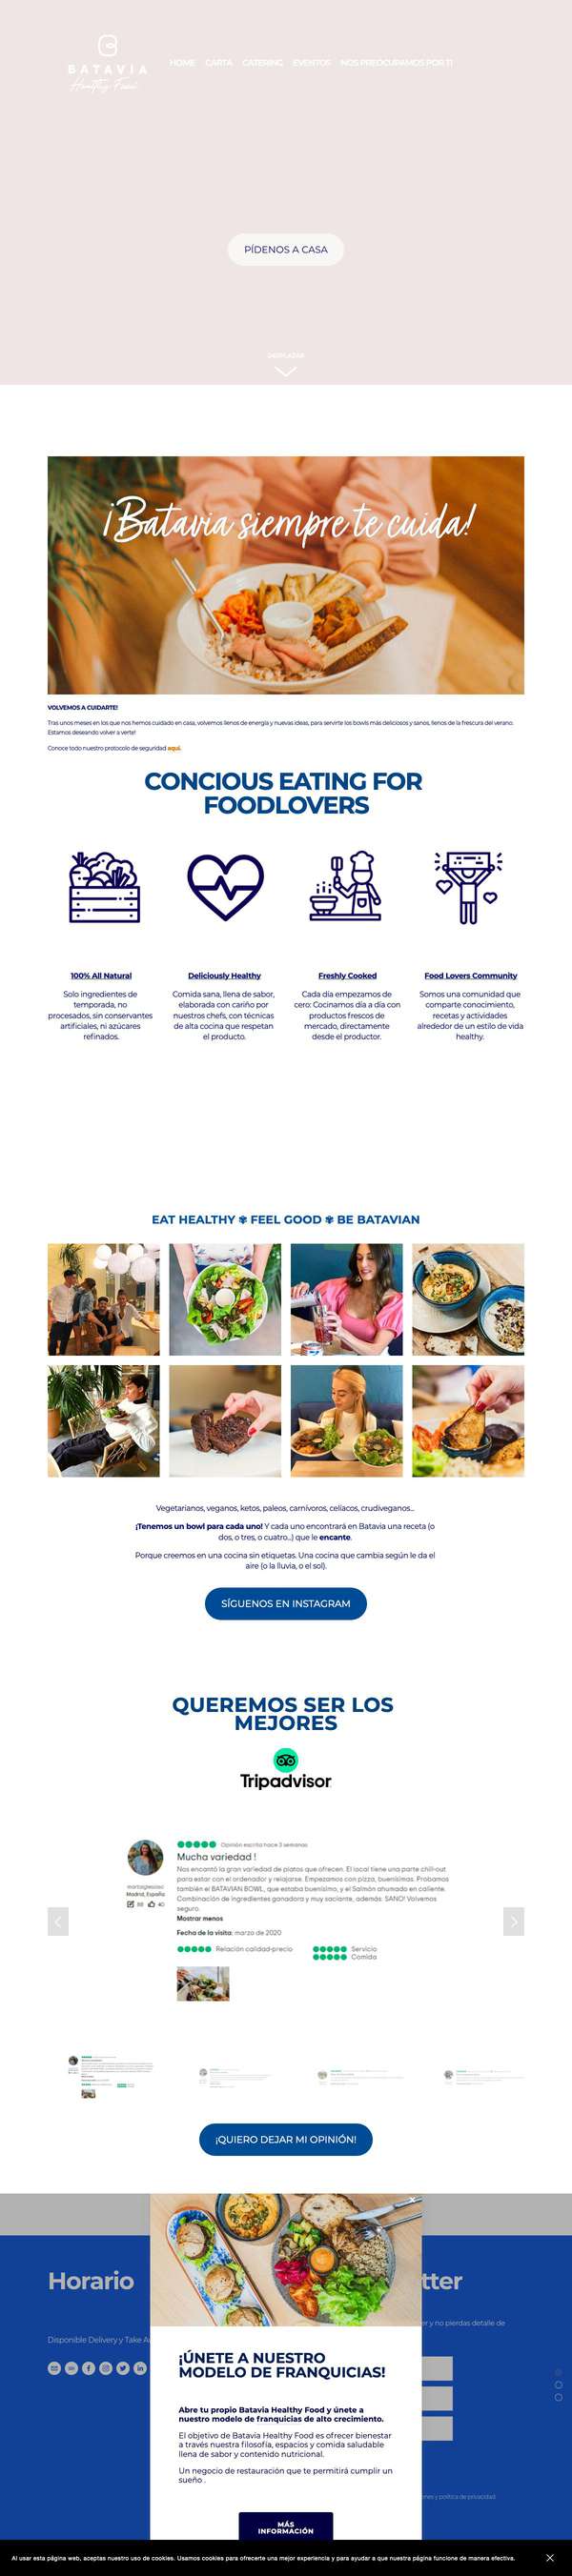 BATAVIA
Healthy Food
HOME CARTA CATERING EVENTOS NOS PREOCUPAMOS POR TI
PÍDENOS A CASA
DESPLAZAR
¡Batavia siempre te cuida!
VOLVEMOS A CUIDARTE!
Tras unos meses en los que nos hemos cuidado en casa, volvemos llenos de energía y nuevas ideas, para servirte los bowls más deliciosos y sanos, llenos de la frescura del verano.
Estamos deseando volver a verte!
Conoce todo nuestro protocolo de seguridad aquí.
CONCIOUS EATING FOR
FOODLOVERS
100% All Natural
Solo ingredientes de
temporada, no
procesados, sin conservantes
artificiales, ni azúcares
refinados.
Deliciously Healthy
Comida sana, llena de sabor,
elaborada con cariño por
nuestros chefs, con técnicas
de alta cocina que respetan
el producto.
Freshly Cooked
Cada día empezamos de
cero: Cocinamos día a día con
productos frescos de
mercado, directamente
desde el productor.
Food Lovers Community
Somos una comunidad que
comparte conocimiento,
recetas y actividades
alrededor de un estilo de vida
healthy.
EAT HEALTHY ✾ FEEL GOOD ✾ BE BATAVIAN
Vegetarianos, veganos, ketos, paleos, carnívoros, celíacos, crudiveganos...
¡Tenemos un bowl para cada uno! Y cada uno encontrará en Batavia una receta (o
dos, o tres, o cuatro...) que le encante.
Porque creemos en una cocina sin etiquetas. Una cocina que cambia según le da el
aire (o la lluvia, o el sol).
SÍGUENOS EN INSTAGRAM
QUEREMOS SER LOS
MEJORES
Tripadvisor
Opinión escrita hace 3 semanas
Mucha variedad !
Nos encantó la gran variedad de platos que ofrecen. El local tiene una parte chill-out
para estar con el ordenador y relajarse. Empezamos con pizza, buenísimas. Probamos
también el BATAVIAN BOWL, que estaba buenísimo, y el Salmón ahumado en caliente.
Combinación de ingredientes ganadora y muy saciante, además. SANO! Volvemos
seguro
Madrid, España
40
Mostrar menos
Fecha de la visita: marzo de 2020
Relación calidad-precio
Servicio
Comida
¡QUIERO DEJAR MI OPINIÓN!
Horario
tter
er y no pierdas detalle de
Disponible Delivery y Take A
¡ÚNETE A NUESTRO
MODELO DE FRANQUICIAS!
Abre tu propio Batavia Healthy Food y únete a
nuestro modelo de franquicias de alto crecimiento.
El objetivo de Batavia Healthy Food es ofrecer bienestar
a través nuestra filosofía, espacios y comida saludable
llena de sabor y contenido nutricional.
Un negocio de restauración que te permitirá cumplir un
sueño .
ones y política de privacidad.
MÁS
INFORMACIÓN
Al usar esta página web, aceptas nuestro uso de cookies. Usamos cookies para ofrecerte una mejor experiencia y para ayudar a que nuestra página funcione de manera efectiva.